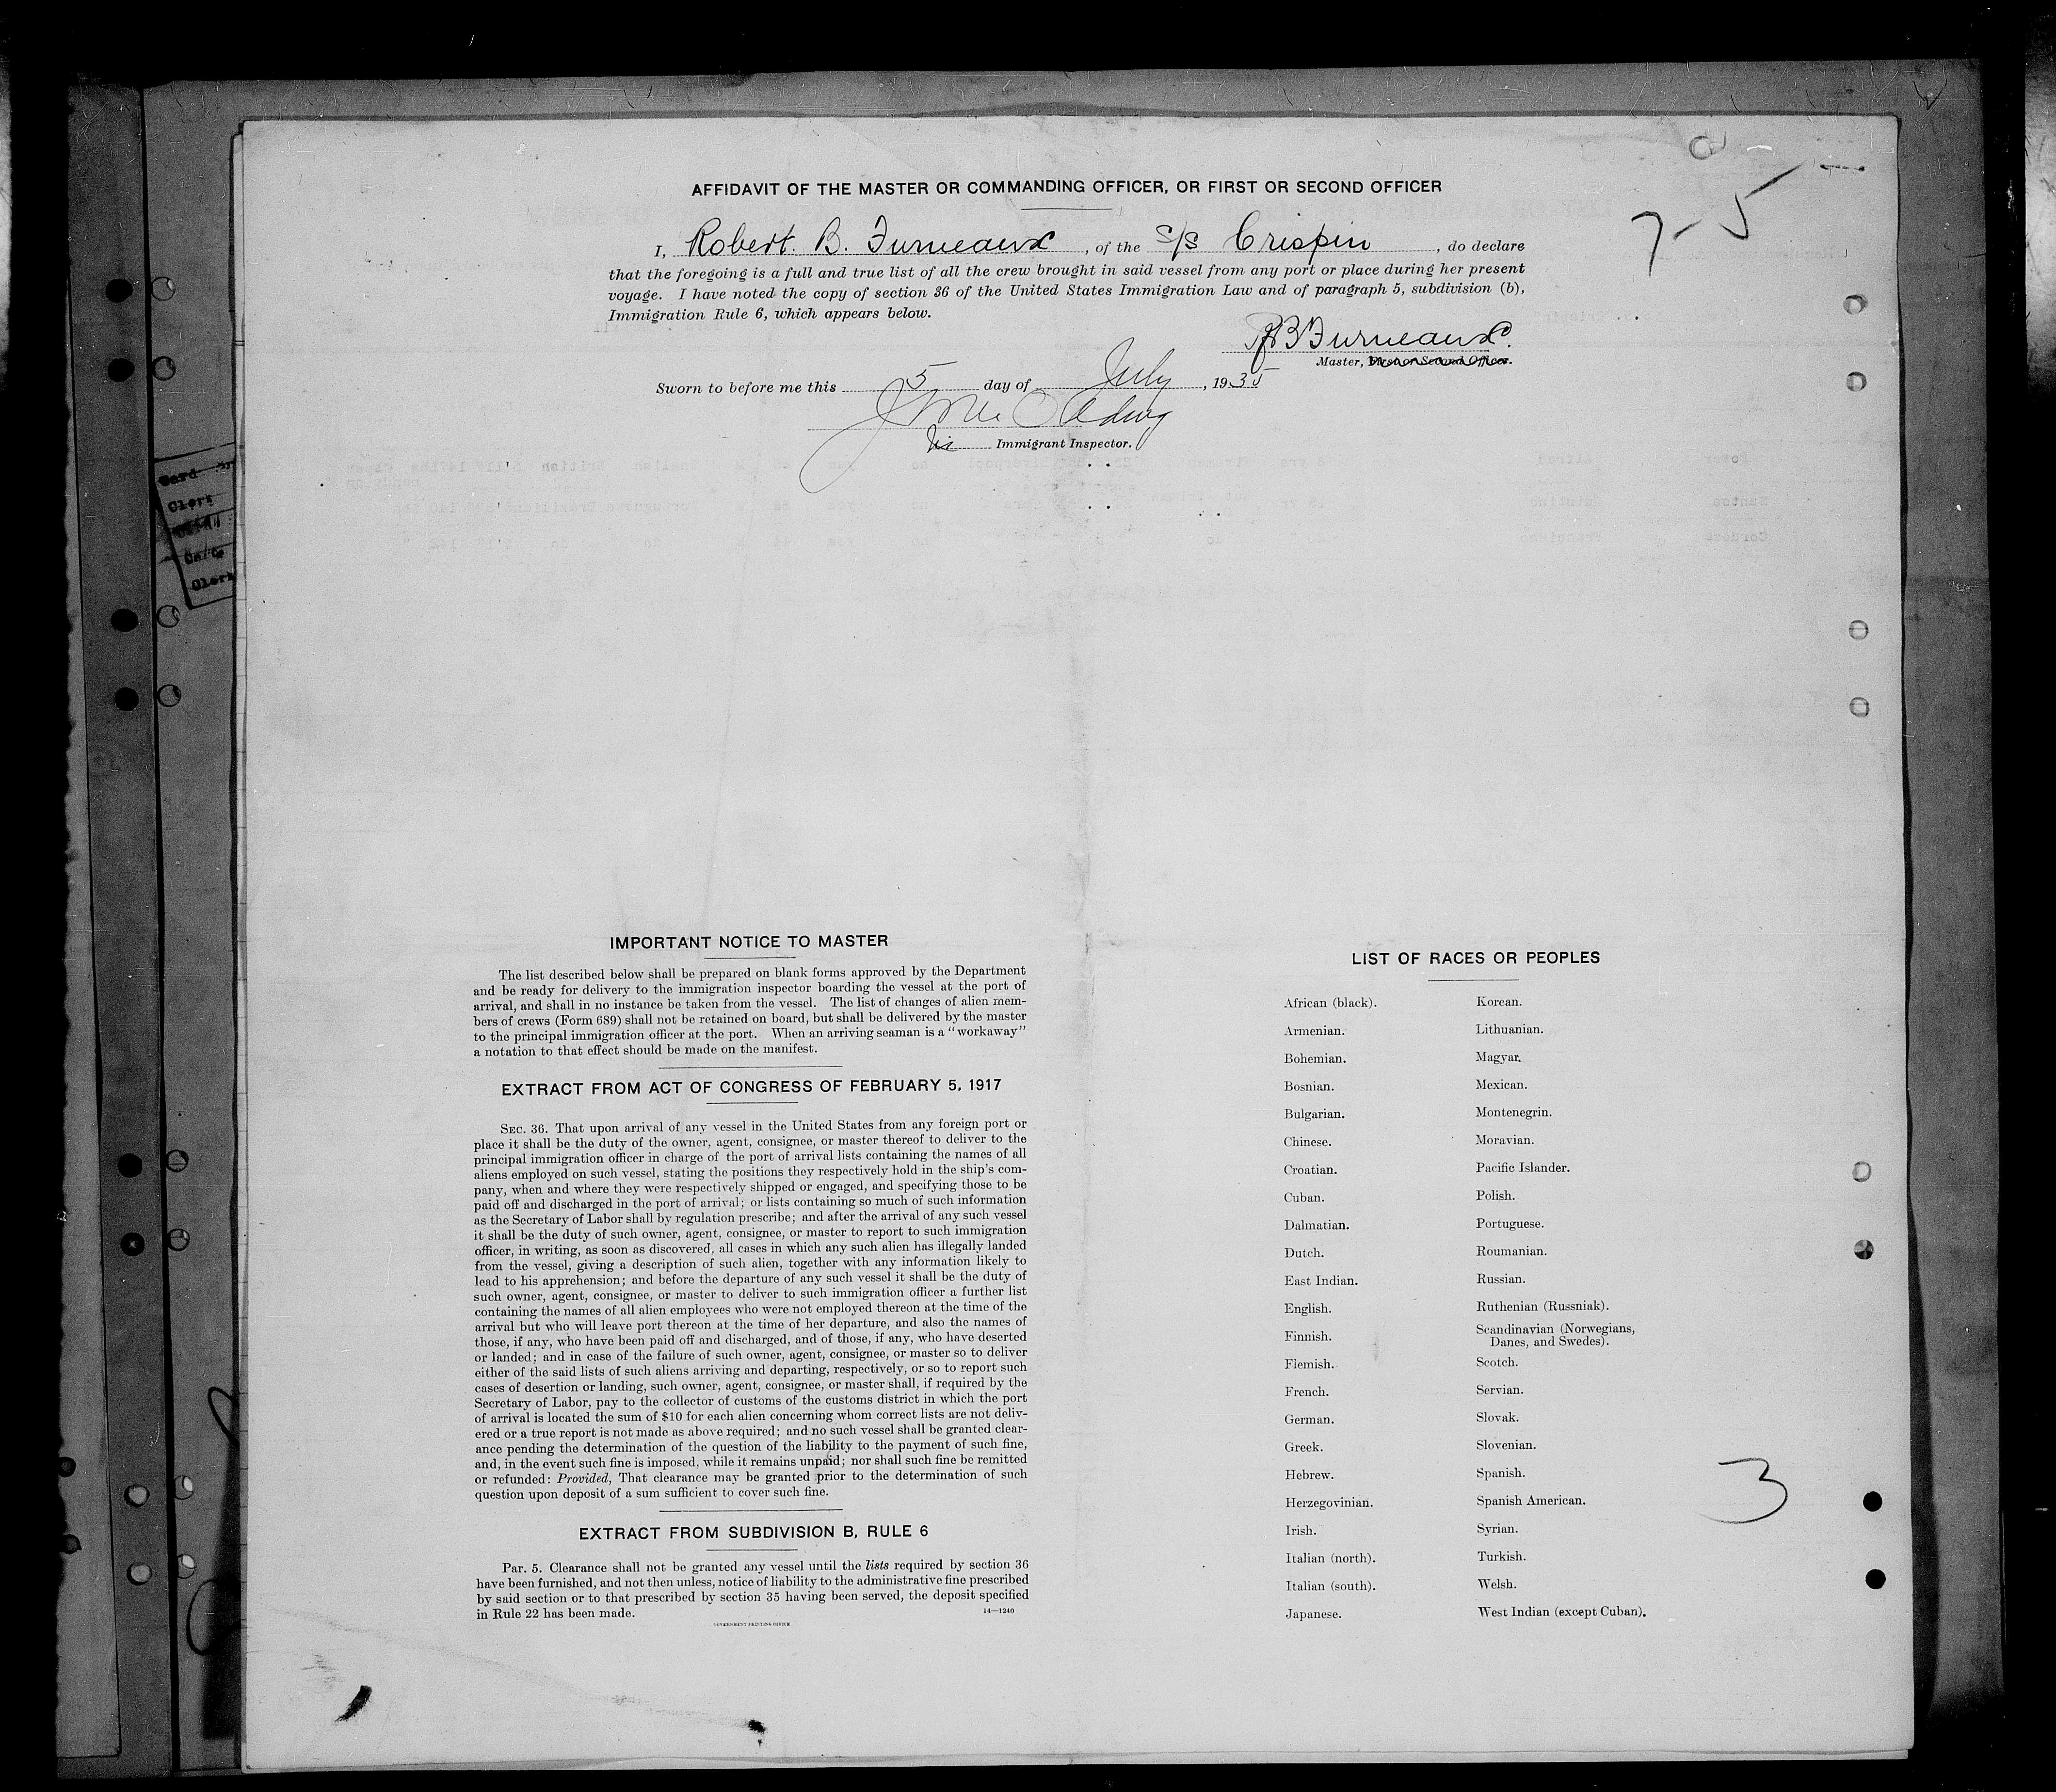 AFFIDAVIT OF THE MASTER OR COMMANDING OFFICER, OR FIRST OR SECOND OFFICER
7-5
I, Robert. B. Furneaux, of the S/S Crispin, do declare
that the foregoing is a full and true list of all the crew brought in said vessel from any port or place during her present
voyage. I have noted the copy of section 36 of the United States Immigration Law and of paragraph 5, subdivision (b),
Immigration Rule 6, which appears below.
RB Furneaux.
Master, First or Second Officer.
Sworn to before me this 5 day of July, 1935
Immigrant Inspector.
Card
Clerk
Clerk
IMPORTANT NOTICE TO MASTER
The list described below shall be prepared on blank forms approved by the Department
and be ready for delivery to the immigration inspector boarding the vessel at the port of
arrival, and shall in no instance be taken from the vessel. The list of changes of alien mem-
bers of crews (Form 689) shall not be retained on board, but shall be delivered by the master
to the principal immigration officer at the port. When an arriving seaman is a "workaway"
a notation to that effect should be made on the manifest.
EXTRACT FROM ACT OF CONGRESS OF FEBRUARY 5, 1917
SEC. 36. That upon arrival of any vessel in the United States from any foreign port or
place it shall be the duty of the owner, agent, consignee, or master thereof to deliver to the
principal immigration officer in charge of the port of arrival lists containing the names of all
aliens employed on such vessel, stating the positions they respectively hold in the ship's com-
pany, when and where they were respectively shipped or engaged, and specifying those to be
paid off and discharged in the port of arrival; or lists containing so much of such information
as the Secretary of Labor shall by regulation prescribe; and after the arrival of any such vessel
it shall be the duty of such owner, agent, consignee, or master to report to such immigration
officer, in writing, as soon as discovered, all cases in which any such alien has illegally landed
from the vessel, giving a description of such alien, together with any information likely to
lead to his apprehension; and before the departure of any such vessel it shall be the duty of
such owner, agent, consignee, or master to deliver to such immigration officer a further list
containing the names of all alien employees who were not employed thereon at the time of the
arrival but who will leave port thereon at the time of her departure, and also the names of
those, if any, who have been paid off and discharged, and of those, if any, who have deserted
or landed; and in case of the failure of such owner, agent, consignee, or master so to deliver
either of the said lists of such aliens arriving and departing, respectively, or so to report such
cases of desertion or landing, such owner, agent, consignee, or master shall, if required by the
Secretary of Labor, pay to the collector of customs of the customs district in which the port
of arrival is located the sum of $10 for each alien concerning whom correct lists are not deliv-
ered or a true report is not made as above required; and no such vessel shall be granted clear-
ance pending the determination of the question of the liability to the payment of such fine,
and, in the event such fine is imposed, while it remains unpaid; nor shall such fine be remitted
or refunded: Provided, That clearance may be granted prior to the determination of such
question upon deposit of a sum sufficient to cover such fine.
EXTRACT FROM SUBDIVISION B, RULE 6
Par. 5. Clearance shall not be granted any vessel until the lists required by section 36
have been furnished, and not then unless, notice of liability to the administrative fine prescribed
by said section or to that prescribed by section 35 having been served, the deposit specified
in Rule 22 has been made.
14—1240
GOVERNMENT PRINTING OFFICE
LIST OF RACES OR PEOPLES
African (black).
Armenian.
Bohemian.
Bosnian.
Bulgarian.
Chinese.
Croatian.
Cuban.
Dalmatian.
Dutch.
East Indian.
English.
Finnish.
Flemish.
French.
German.
Greek.
Hebrew.
Herzegovinian.
Irish.
Italian (north).
Italian (south).
Japanese.
Korean.
Lithuanian.
Magyar.
Mexican.
Montenegrin.
Moravian.
Pacific Islander.
Polish.
Portuguese.
Roumanian.
Russian.
Ruthenian (Russniak).
Scandinavian (Norwegians,
Danes, and Swedes).
Scotch.
Servian.
Slovak.
Slovenian.
Spanish.
Spanish American.
Syrian.
Turkish.
Welsh.
West Indian (except Cuban).
3